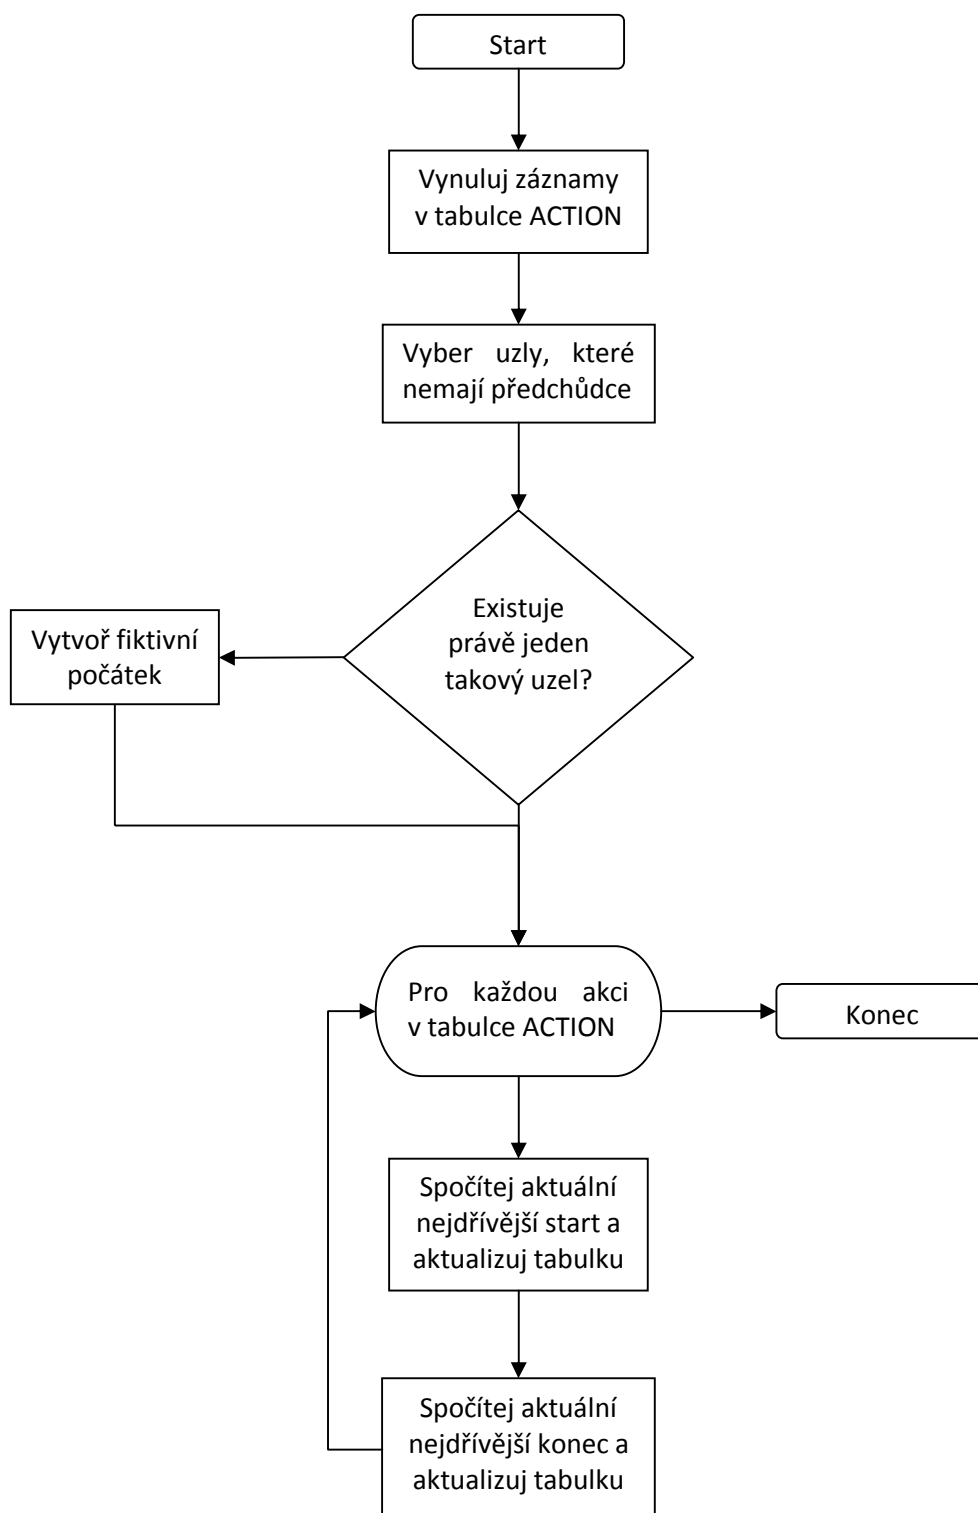 Start
Vynuluj záznamy
v tabulce ACTION
Vyber uzly, které
nemají předchůdce
Existuje
právě jeden
takový uzel?
Vytvoř fiktivní
počátek
Pro každou akci
v tabulce ACTION
Konec
Spočítej aktuální
nejdřívější start a
aktualizuj tabulku
Spočítej aktuální
nejdřívější konec a
aktualizuj tabulku